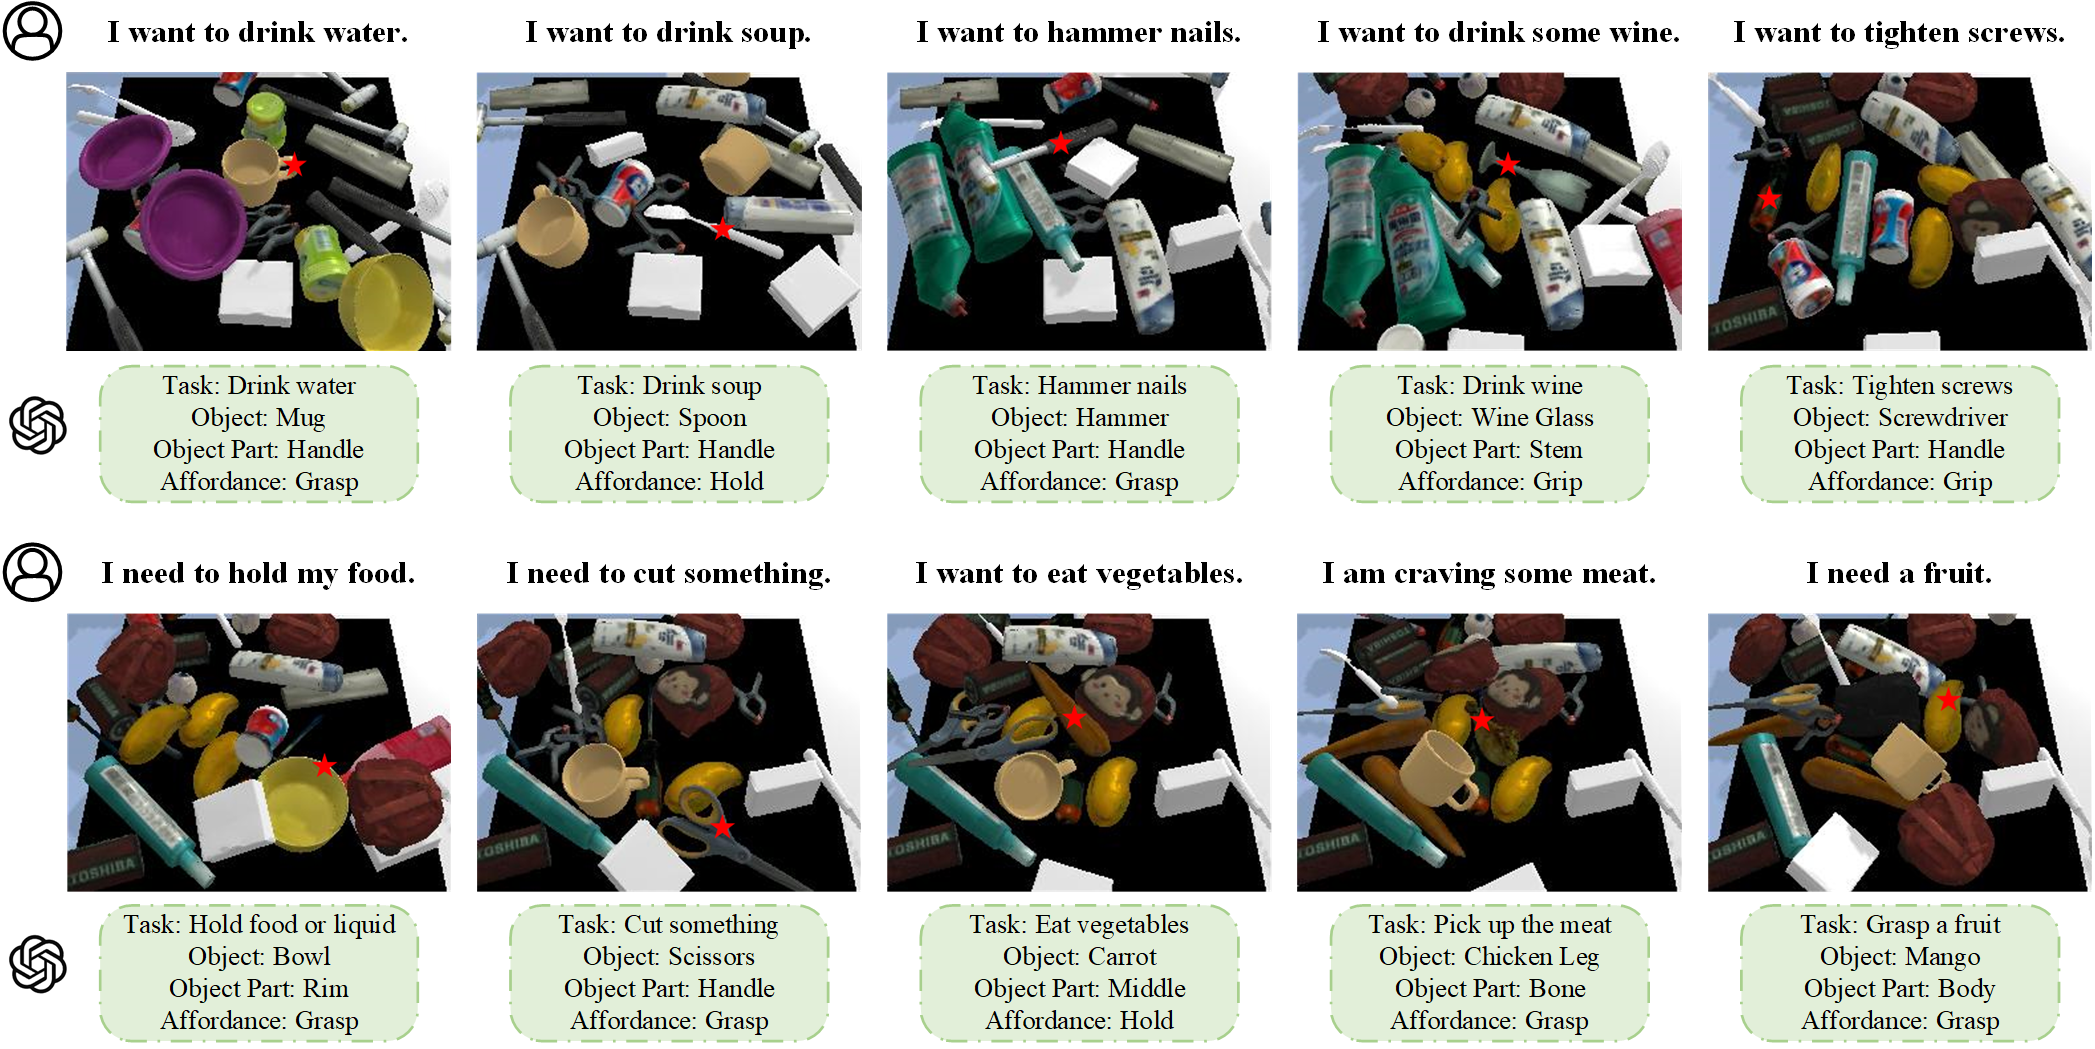 I want to drink water.
I want to drink soup.
I want to hammer nails.
I want to drink some wine.
I want to tighten screws.
TOSHIBA
TOSHIBA
TOSHIBA
Task: Drink water
Object: Mug
Object Part: Handle
Affordance: Grasp
Task: Drink soup
Object: Spoon
Object Part: Handle
Affordance: Hold
Task: Hammer nails
Object: Hammer
Object Part: Handle
Affordance: Grasp
Task: Drink wine
Object: Wine Glass
Object Part: Stem
Affordance: Grip
Task: Tighten screws
Object: Screwdriver
Object Part: Handle
Affordance: Grip
I need to hold my food.
I need to cut something.
I want to eat vegetables.
I am craving some meat.
I need a fruit.
TOSHIBA
TOSHIBA
TOSHIBA
TOSHIBA
TOSHIBA
TOSHIBA
Task: Hold food or liquid
Object: Bowl
Object Part: Rim
Affordance: Grasp
Task: Cut something
Object: Scissors
Object Part: Handle
Affordance: Grasp
Task: Eat vegetables
Object: Carrot
Object Part: Middle
Affordance: Hold
Task: Pick up the meat
Object: Chicken Leg
Object Part: Bone
Affordance: Grasp
Task: Grasp a fruit
Object: Mango
Object Part: Body
Affordance: Grasp